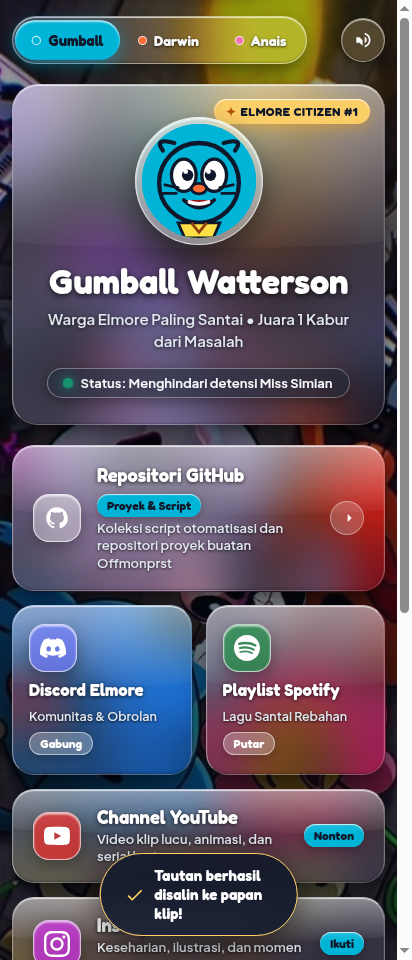 Gumball
Darwin
Anais
✦ ELMORE CITIZEN #1
Gumball Watterson
Warga Elmore Paling Santai • Juara 1 Kabur
dari Masalah
Status: Menghindari detensi Miss Simian
Repositori GitHub
Proyek & Script
Koleksi script otomatisasi dan
repositori proyek buatan
Offmonprst
Discord Elmore
Komunitas & Obrolan
Gabung
Playlist Spotify
Lagu Santai Rebahan
Putar
Channel YouTube
Video klip lucu, animasi, dan
Nonton
Tautan berhasil
disalin ke papan
klip!
Keseharian, ilustrasi, dan momen
Ikuti